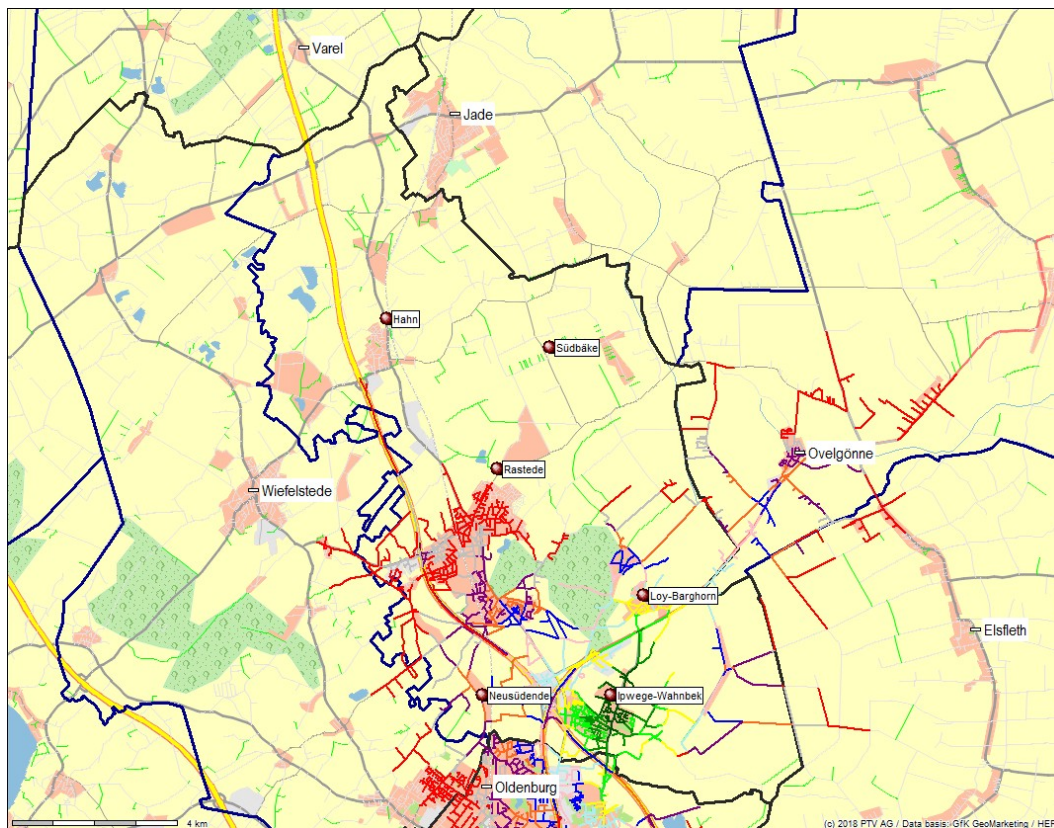 Varel
Jade
Hahn
Südbäke
Ovelgönne
Rastede
Wiefelstede
Loy-Barghorn
Elsfleth
Neusüdende
Ipwege-Wahnbek
Oldenburg
4 km
(c) 2018 PTV AG / Data basis: GfK GeoMarketing / HER